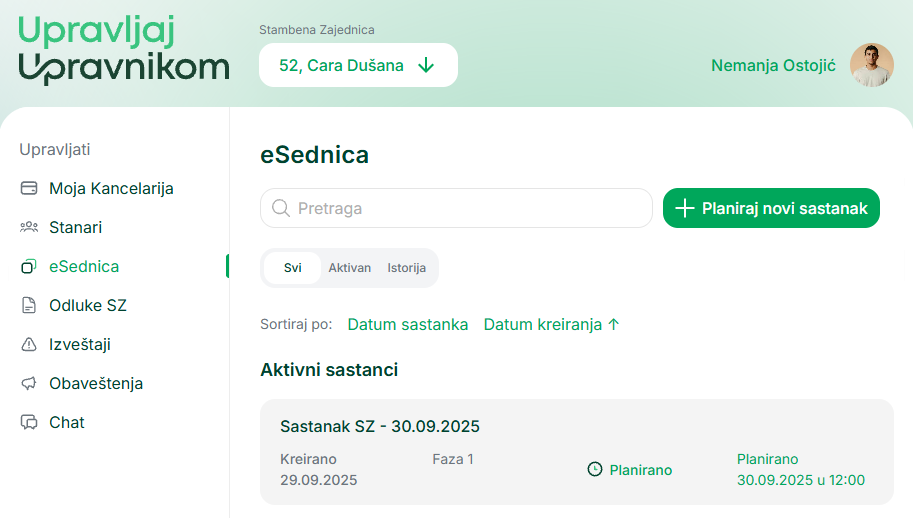 Upravljaj
Upravnikom
Stambena Zajednica
52, Cara Dušana
Nemanja Ostojić
Upravljati
Moja Kancelarija
Stanari
eSednica
Odluke SZ
Izveštaji
Obaveštenja
Chat
eSednica
Pretraga
Planiraj novi sastanak
Svi
Aktivan
Istorija
Sortiraj po:
Datum sastanka
Datum kreiranja
Aktivni sastanci
Sastanak SZ - 30.09.2025
Kreirano
29.09.2025
Faza 1
Planirano
Planirano
30.09.2025 u 12:00